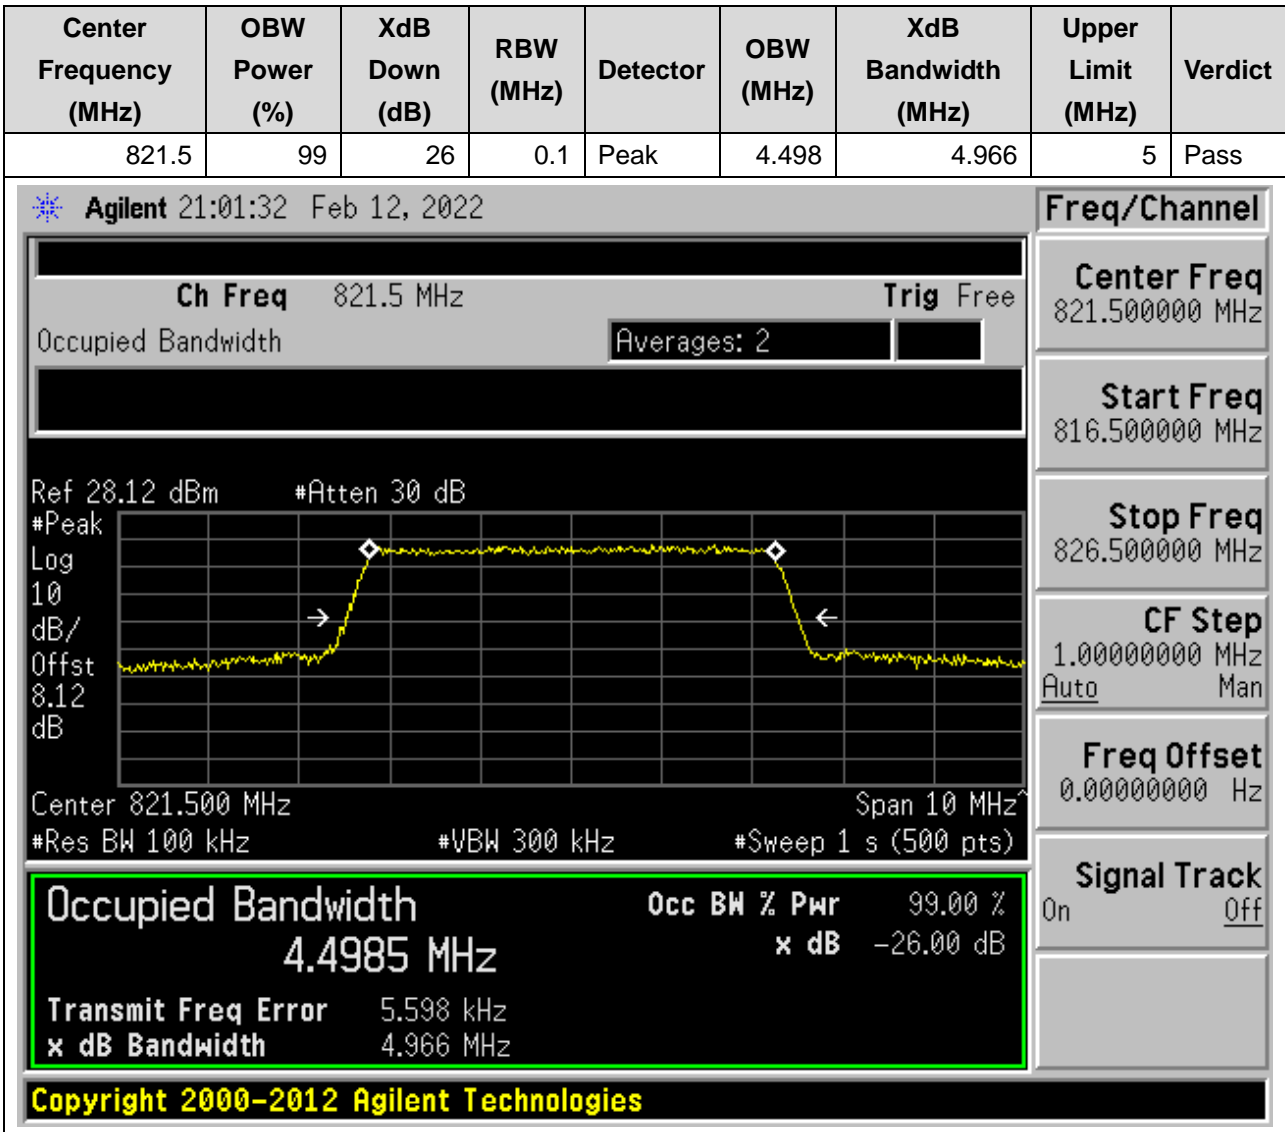 Center Frequency (MHz) OBW Power (%) XdB Down (dB) RBW (MHz) Detector OBW (MHz) XdB Bandwidth (MHz) Upper Limit (MHz) Verdict
821.5 99 26 0.1 Peak 4.498 4.966 5 Pass
Agilent 21:01:32 Feb 12, 2022
Ch Freq 821.5 MHz Trig Free
Occupied Bandwidth Averages: 2
Ref 28.12 dBm #Atten 30 dB
#Peak
Log
10
dB/
Offst
8.12
dB
Center 821.500 MHz Span 10 MHz^
#Res BW 100 kHz #VBW 300 kHz #Sweep 1 s (500 pts)
Occupied Bandwidth Occ BW % Pwr 99.00 %
4.4985 MHz x dB -26.00 dB
Transmit Freq Error 5.598 kHz
x dB Bandwidth 4.966 MHz
Copyright 2000-2012 Agilent Technologies
Freq/Channel
Center Freq
821.500000 MHz
Start Freq
816.500000 MHz
Stop Freq
826.500000 MHz
CF Step
1.00000000 MHz
Auto Man
Freq Offset
0.00000000 Hz
Signal Track
On Off